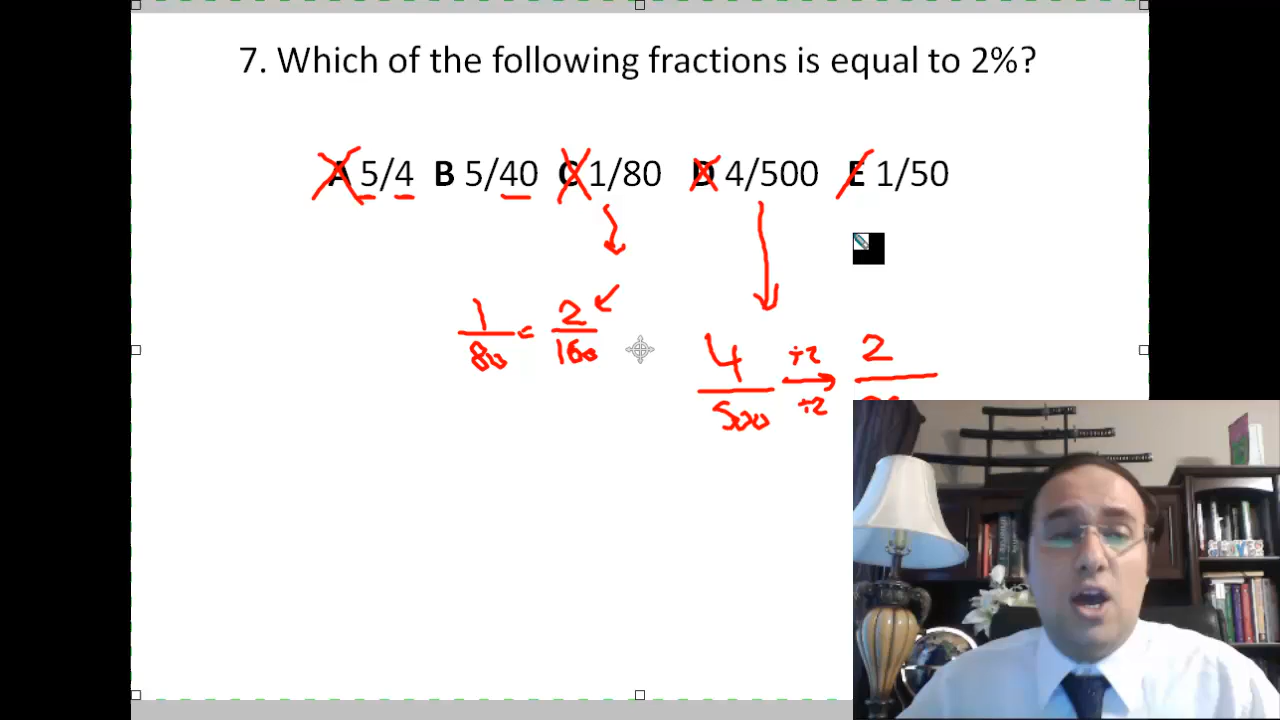 7. Which of the following fractions is equal to 2%?
A 5/4 B 5/40 C 1/80 D 4/500 E 1/50
1/80 = 2/160
4/500 ÷2 ÷2 2